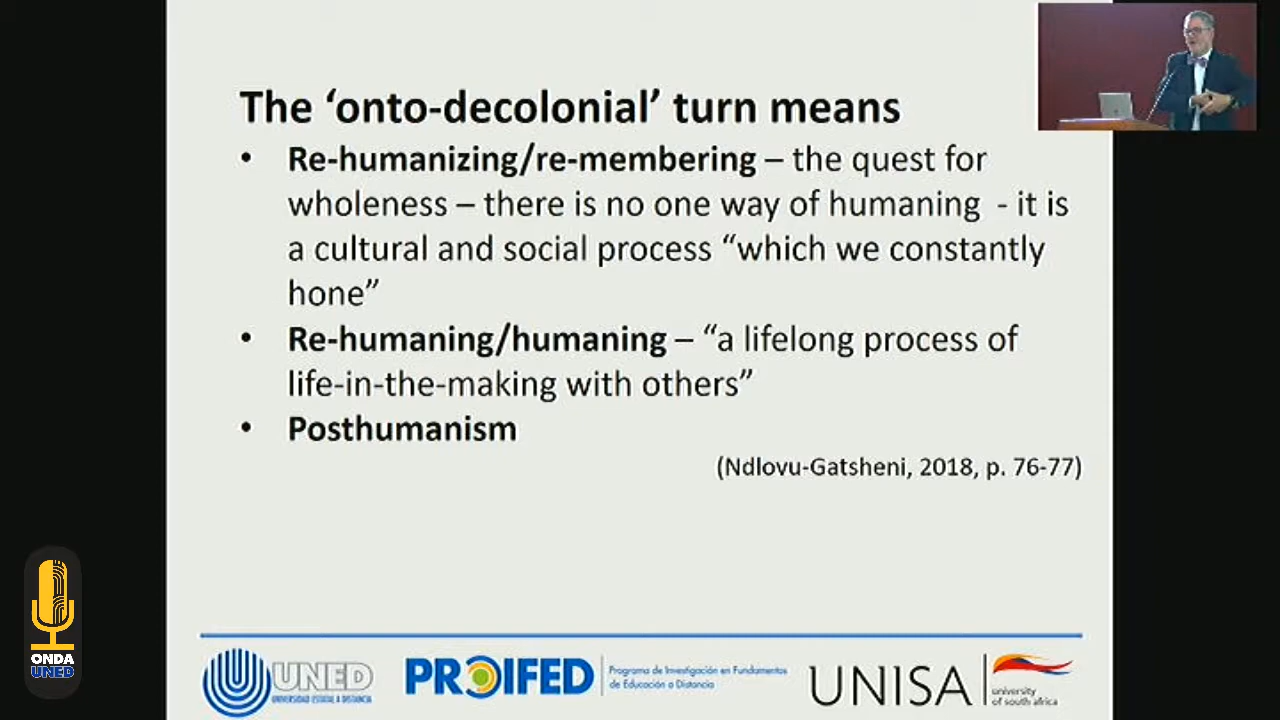 The ‘onto-decolonial’ turn means
• Re-humanizing/re-membering – the quest for
wholeness – there is no one way of humaning - it is
a cultural and social process “which we constantly
hone”
• Re-humaning/humaning – “a lifelong process of
life-in-the-making with others”
• Posthumanism
(Ndlovu-Gatsheni, 2018, p. 76-77)
ONDA
UNED
UNED
UNIVERSIDAD ESTATAL A DISTANCIA
PROIFED
Programa de Investigación en Fundamentos
de Educación a Distancia
UNISA
university
of south africa